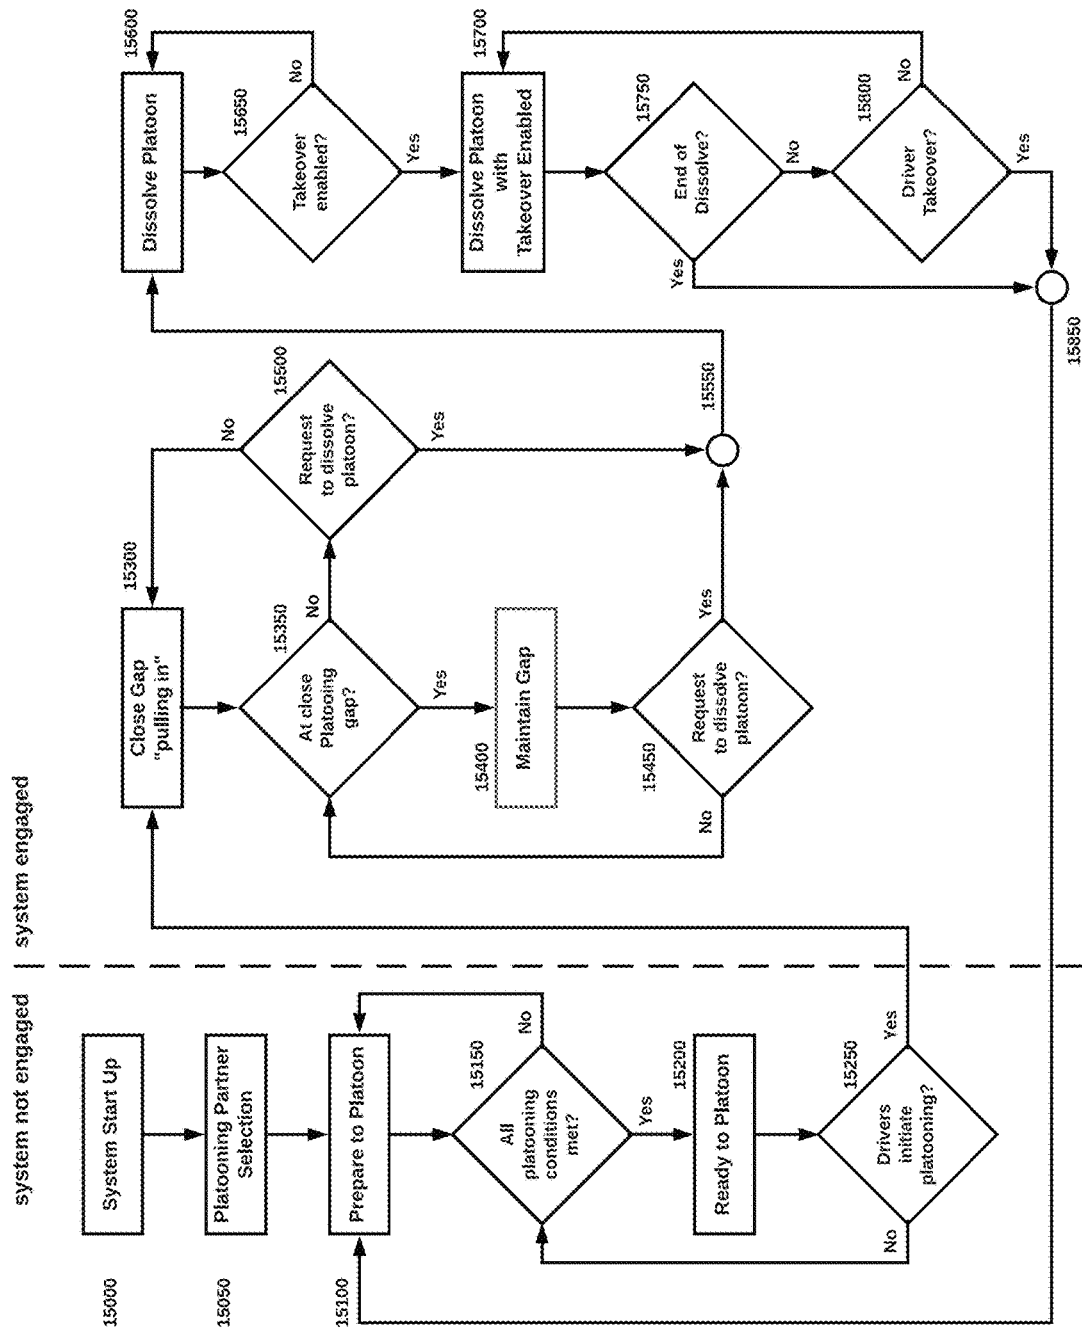 system not engaged
system engaged
15000
System Start Up
15050
Platooning Partner
Selection
15100
Prepare to Platoon
15150
All
platooning
conditions
met?
No
Yes
15200
Ready to Platoon
15250
Drivers
initiate
platooning?
No
Yes
15300
Close Gap
"pulling in"
15350
At close
Platooing
gap?
No
Yes
15400
Maintain Gap
15450
Request
to dissolve
platoon?
No
Yes
15500
Request
to dissolve
platoon?
No
Yes
15550
15600
Dissolve Platoon
15650
Takeover
enabled?
No
Yes
15700
Dissolve Platoon
with
Takeover Enabled
15750
End of
Dissolve?
Yes
No
15800
Driver
Takeover?
No
Yes
15850